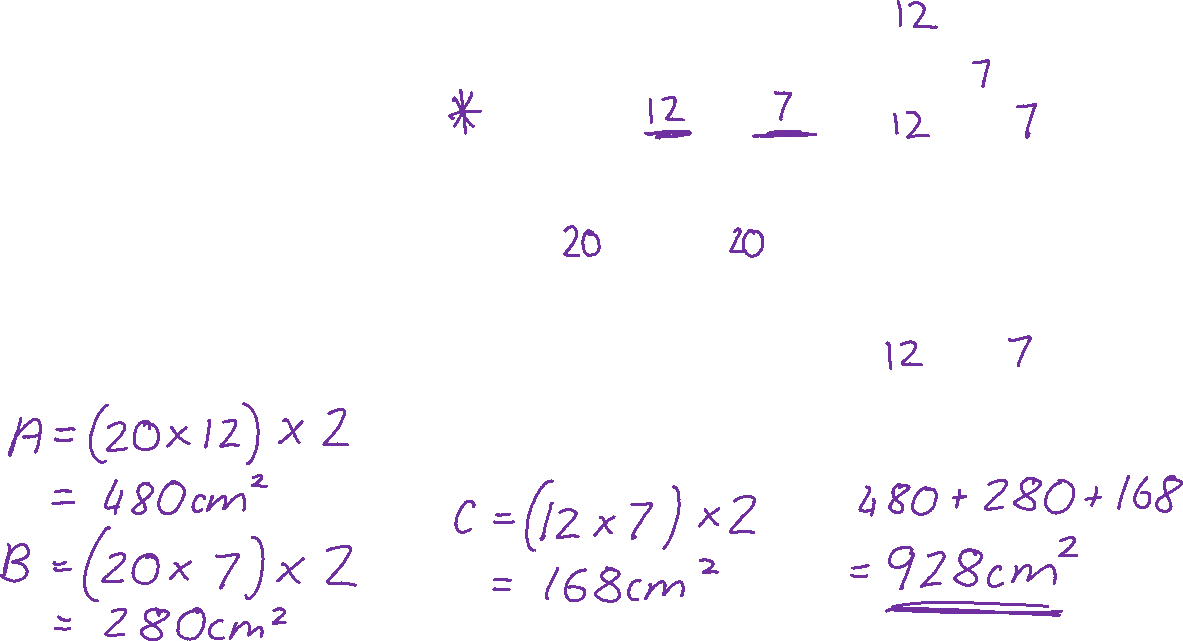 12
7
* 12 7 12 7
20 20
12 7
A = (20 × 12) × 2
= 480cm²
B = (20 × 7) × 2
= 280cm²
C = (12 × 7) × 2
= 168cm²
480 + 280 + 168
= 928cm²